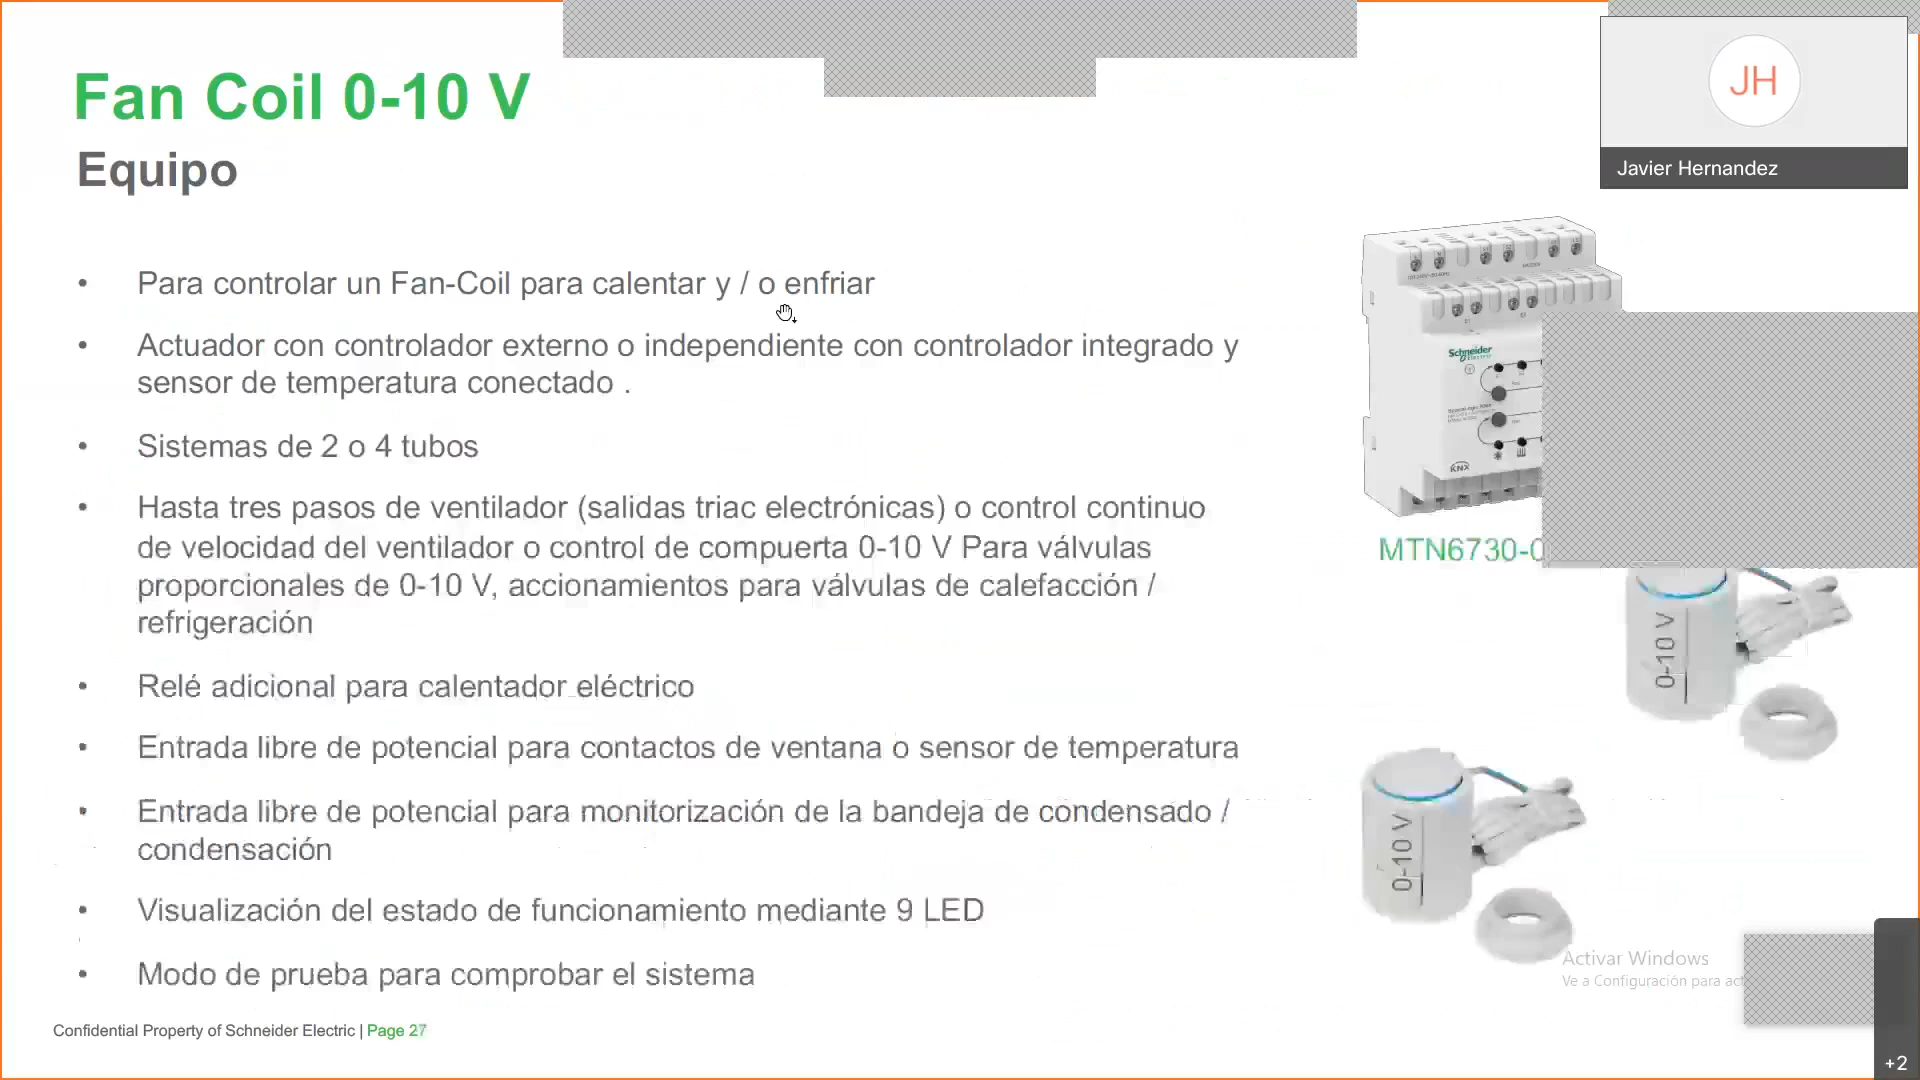 Fan Coil 0-10 V
Equipo
JH
Javier Hernandez
• Para controlar un Fan-Coil para calentar y / o enfriar
• Actuador con controlador externo o independiente con controlador integrado y
sensor de temperatura conectado .
• Sistemas de 2 o 4 tubos
• Hasta tres pasos de ventilador (salidas triac electrónicas) o control continuo
de velocidad del ventilador o control de compuerta 0-10 V Para válvulas
proporcionales de 0-10 V, accionamientos para válvulas de calefacción /
refrigeración
• Relé adicional para calentador eléctrico
• Entrada libre de potencial para contactos de ventana o sensor de temperatura
• Entrada libre de potencial para monitorización de la bandeja de condensado /
condensación
• Visualización del estado de funcionamiento mediante 9 LED
• Modo de prueba para comprobar el sistema
Schneider
Electric
KNX
MTN6730-0
0-10 V
0-10 V
Activar Windows
Ve a Configuración para act
Confidential Property of Schneider Electric | Page 27
+2